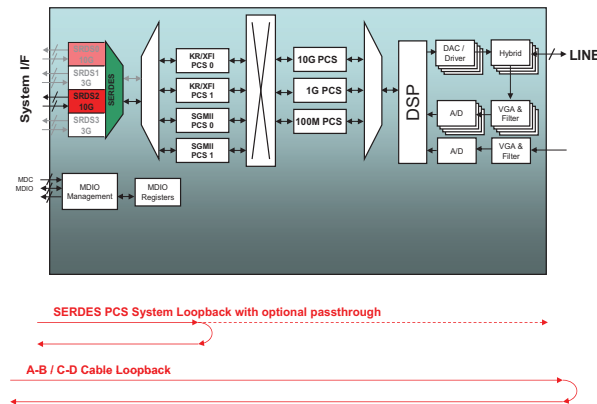 System I/F
SRDS0
10G
SRDS1
3G
SRDS2
10G
SRDS3
3G
SERDES
KR/XFI
PCS 0
KR/XFI
PCS 1
SGMII
PCS 0
SGMII
PCS 1
10G PCS
1G PCS
100M PCS
DSP
DAC /
Driver
Hybrid
LINE
A/D
VGA &
Filter
A/D
VGA &
Filter
MDC
MDIO
MDIO
Management
MDIO
Registers
SERDES PCS System Loopback with optional passthrough
A-B / C-D Cable Loopback